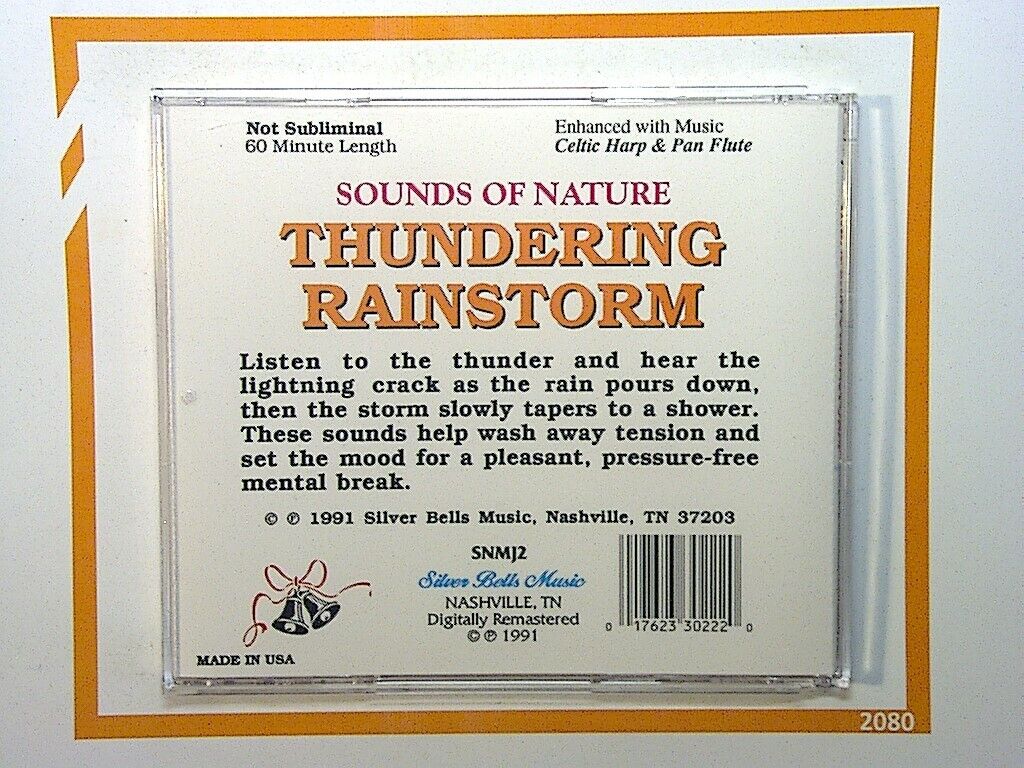 Not Subliminal
60 Minute Length
Enhanced with Music
Celtic Harp & Pan Flute
SOUNDS OF NATURE
THUNDERING
RAINSTORM
Listen to the thunder and hear the
lightning crack as the rain pours down,
then the storm slowly tapers to a shower.
These sounds help wash away tension and
set the mood for a pleasant, pressure-free
mental break.
© ℗ 1991 Silver Bells Music, Nashville, TN 37203
SNMJ2
Silver Bells Music
NASHVILLE, TN
Digitally Remastered
© ℗ 1991
0 17623 30222 0
MADE IN USA
2080